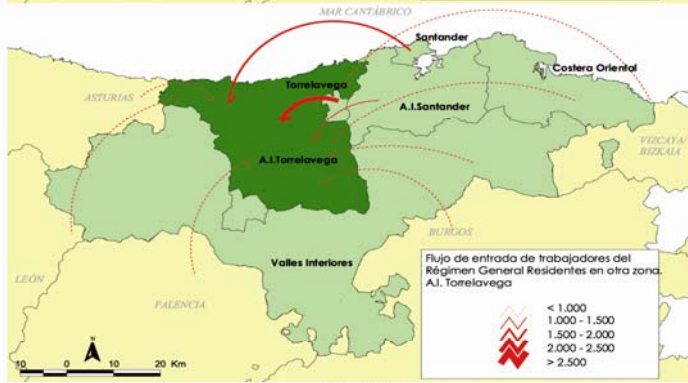 MAR CANTÁBRICO
Santander
Costera Oriental
Torrelavega
ASTURIAS
A.I.Santander
VIZCAYA/
BIZKAIA
A.I.Torrelavega
BURGOS
Valles Interiores
LEÓN
PALENCIA
Flujo de entrada de trabajadores del
Régimen General Residentes en otra zona.
A.I. Torrelavega
< 1.000
1.000 - 1.500
1.500 - 2.000
2.000 - 2.500
> 2.500
N
10 0 10 20 Km